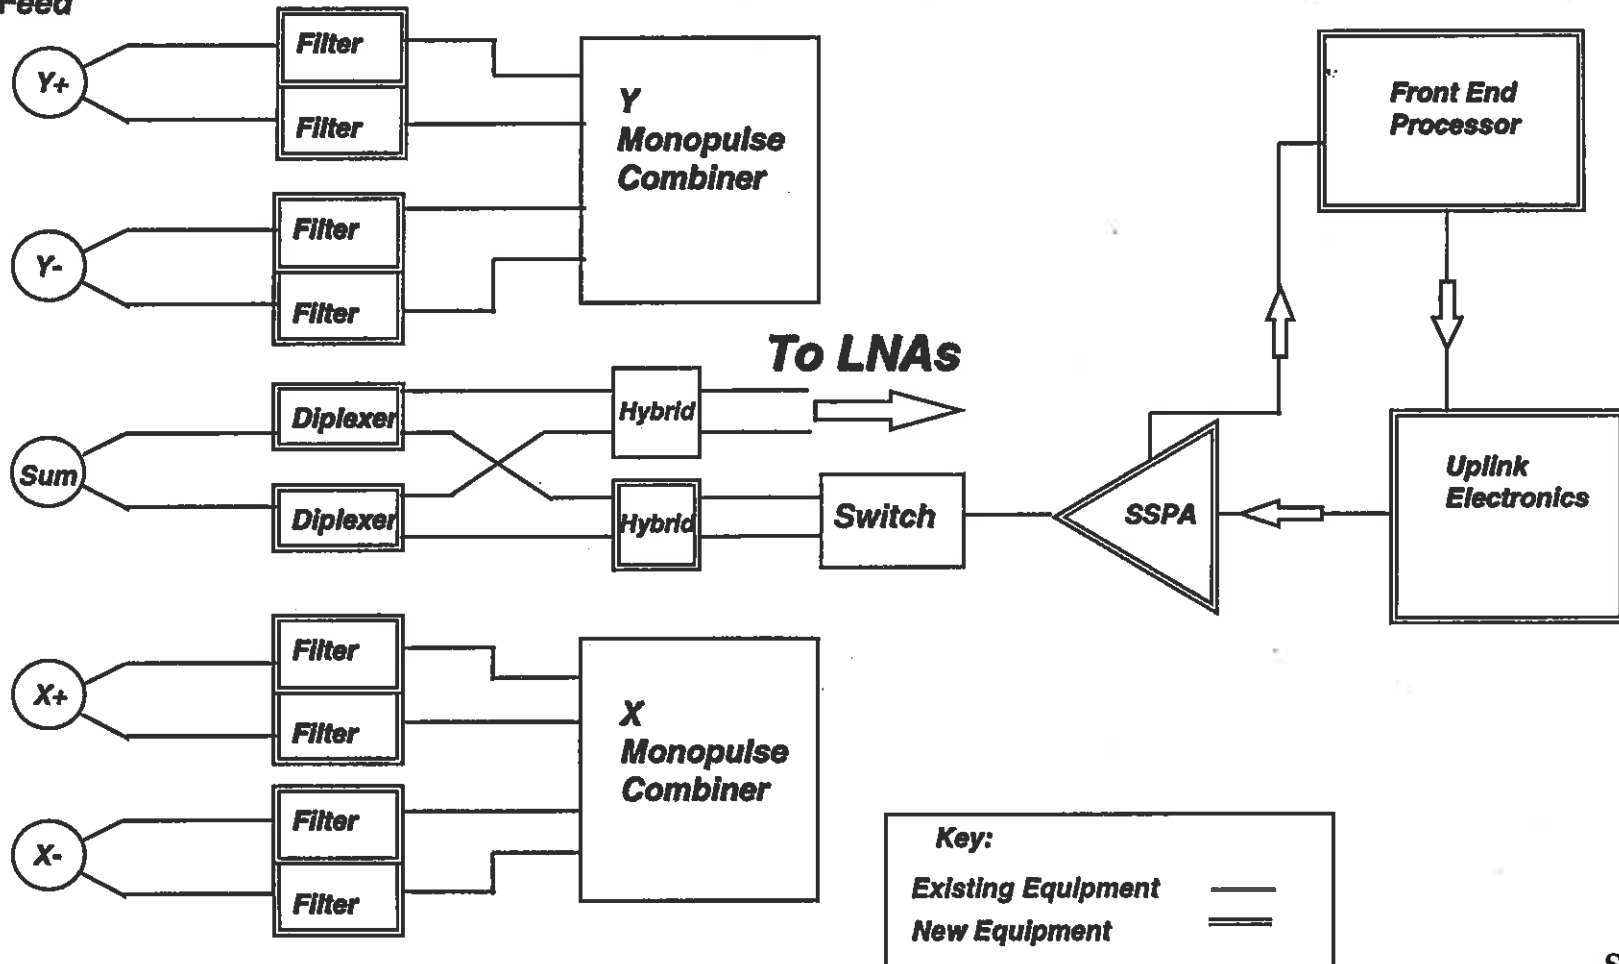 Feed
Y+
Filter
Filter
Y
Monopulse
Combiner
Front End
Processor
Y-
Filter
Filter
To LNAs
Sum
Diplexer
Diplexer
Hybrid
Hybrid
Switch
SSPA
Uplink
Electronics
X+
Filter
Filter
X
Monopulse
Combiner
X-
Filter
Filter
Key:
Existing Equipment
New Equipment